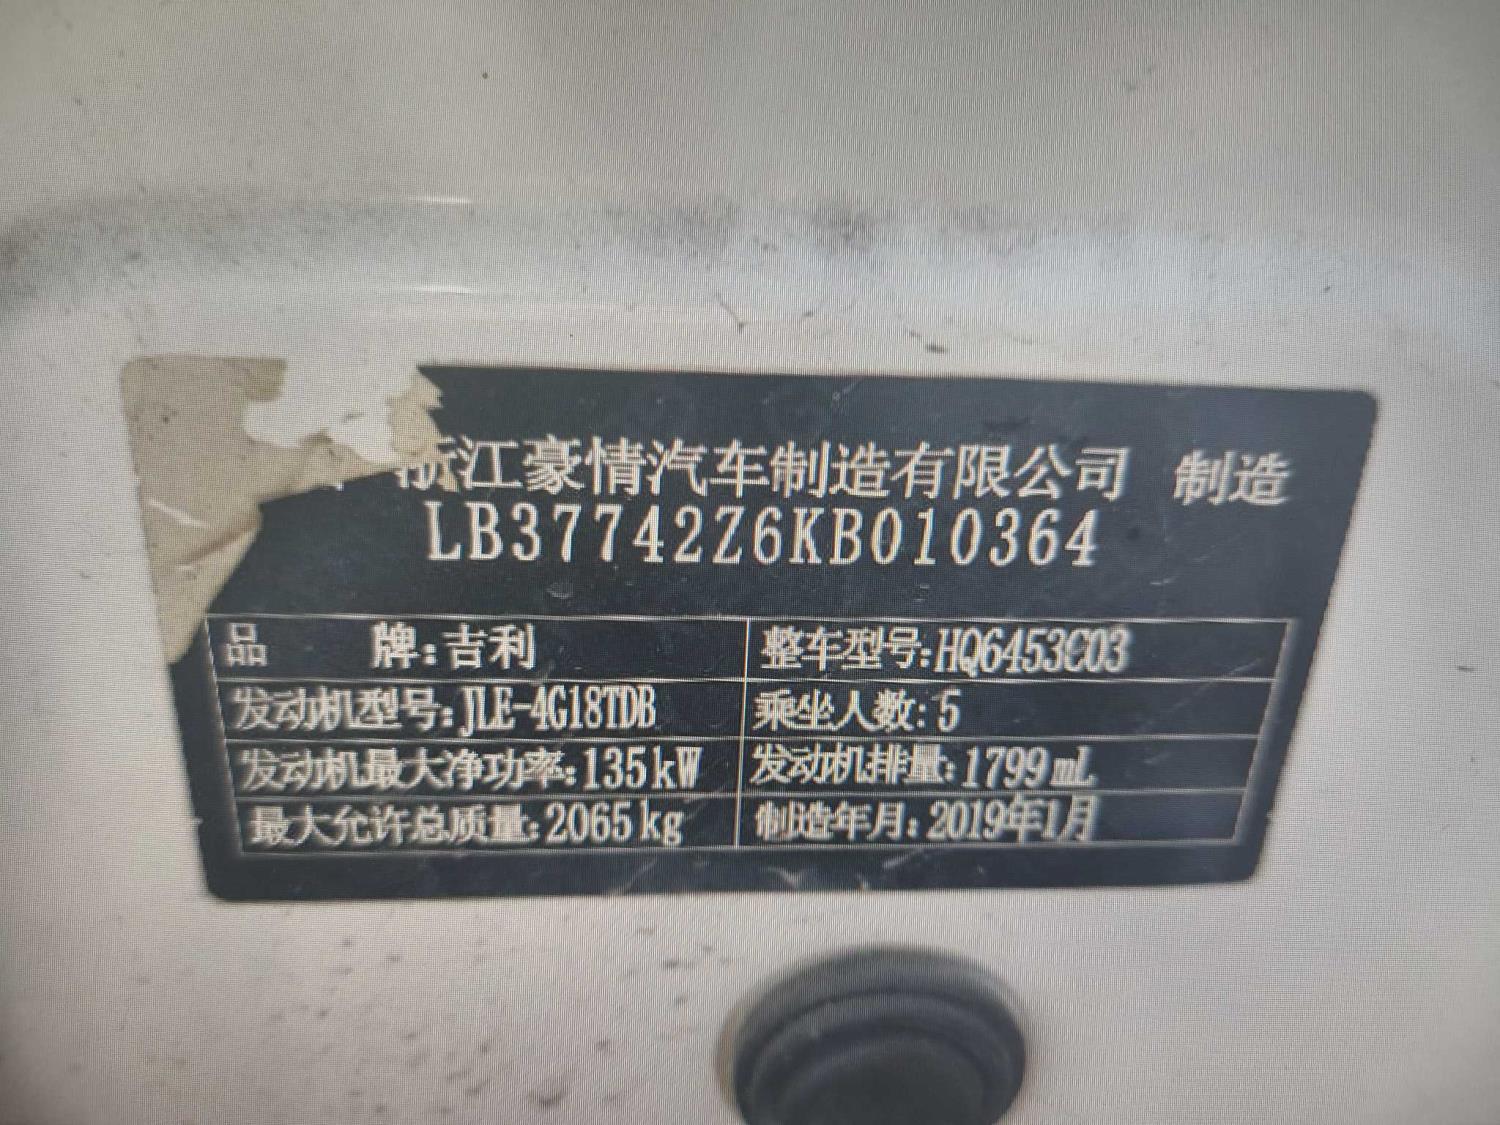 浙江豪情汽车制造有限公司 制造
LB37742Z6KB010364
品 牌:吉利 整车型号:HQ6453C03
发动机型号:JLE-4G18TDB 乘坐人数:5
发动机最大净功率:135kW 发动机排量:1799mL
最大允许总质量:2065kg 制造年月:2019年1月